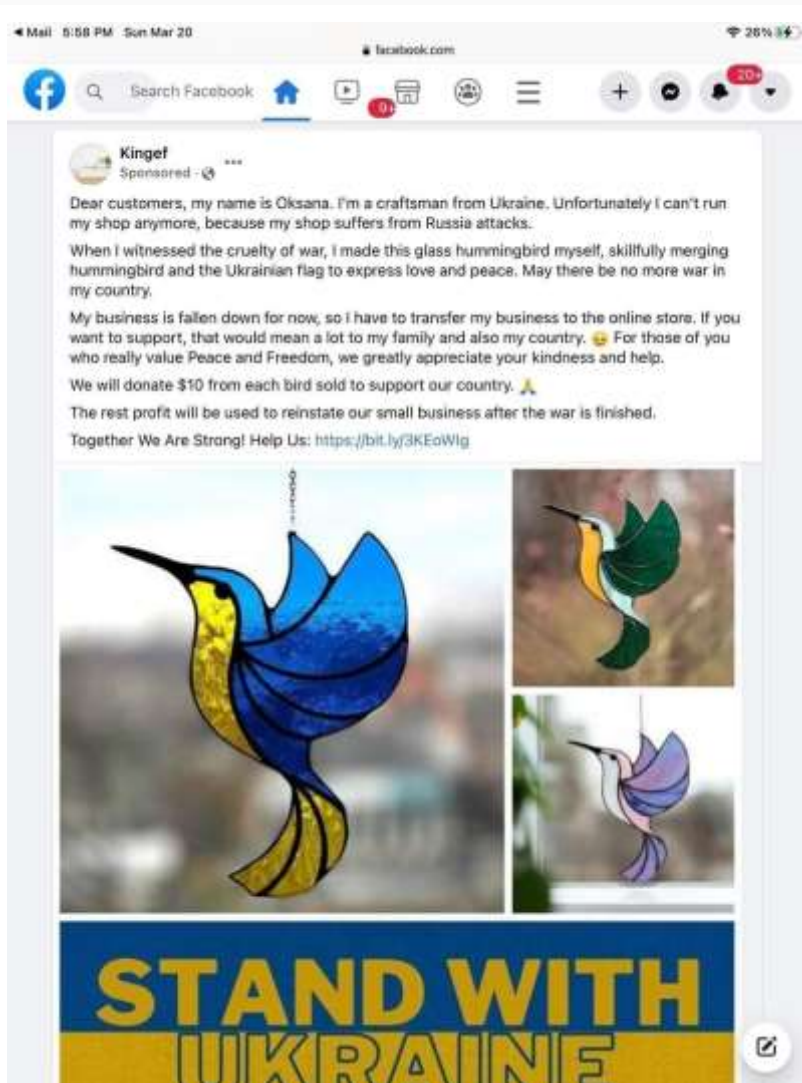 Mail 5:58 PM Sun Mar 20
26%
facebook.com
Search Facebook
20+
Kingef
Sponsored ·
Dear customers, my name is Oksana. I'm a craftsman from Ukraine. Unfortunately I can't run
my shop anymore, because my shop suffers from Russia attacks.
When I witnessed the cruelty of war, I made this glass hummingbird myself, skillfully merging
hummingbird and the Ukrainian flag to express love and peace. May there be no more war in
my country.
My business is fallen down for now, so I have to transfer my business to the online store. If you
want to support, that would mean a lot to my family and also my country. 😔 For those of you
who really value Peace and Freedom, we greatly appreciate your kindness and help.
We will donate $10 from each bird sold to support our country. 🙏
The rest profit will be used to reinstate our small business after the war is finished.
Together We Are Strong! Help Us: https://bit.ly/3KEoWIg
STAND WITH
UKRAINE